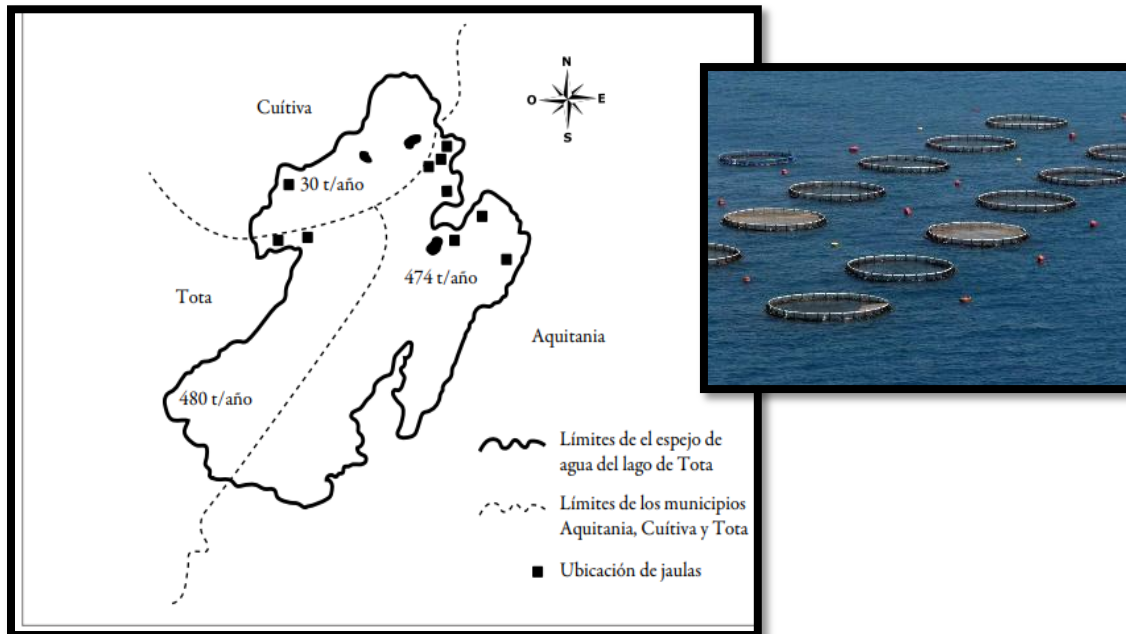 N
O
E
S
Cuítiva
30 t/año
474 t/año
Tota
Aquitania
480 t/año
Límites de el espejo de
agua del lago de Tota
Límites de los municipios
Aquitania, Cuítiva y Tota
Ubicación de jaulas